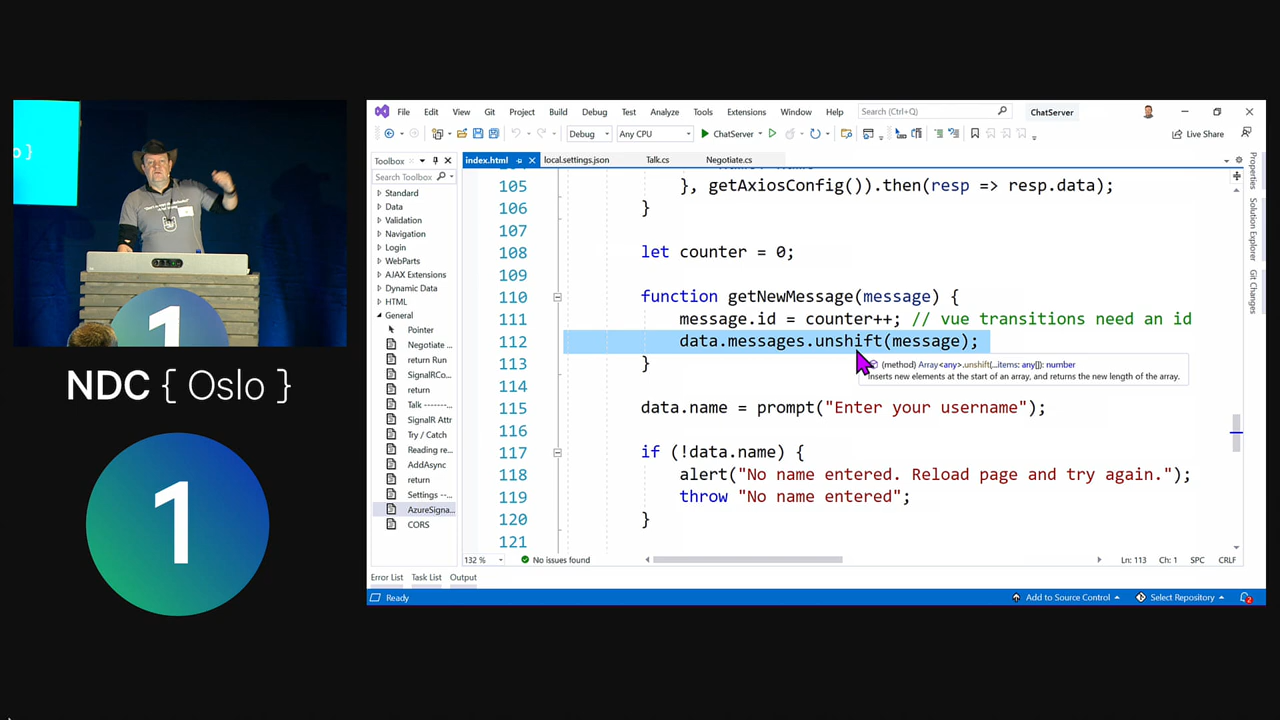 File Edit View Git Project Build Debug Test Analyze Tools Extensions Window Help Search (Ctrl+Q) ChatServer
Debug Any CPU ChatServer Live Share
Toolbox
Search Toolbox
Standard
Data
Validation
Navigation
Login
WebParts
AJAX Extensions
Dynamic Data
HTML
General
Pointer
Negotiate ...
return Run
SignalRCo...
return
Talk -------...
SignalR Attr
Try / Catch
Reading re...
AddAsync
return
Settings --...
AzureSigna...
CORS
index.html local.settings.json Talk.cs Negotiate.cs
105 }, getAxiosConfig()).then(resp => resp.data);
106 }
107
108 let counter = 0;
109
110 function getNewMessage(message) {
111 message.id = counter++; // vue transitions need an id
112 data.messages.unshift(message);
113 }
(method) Array<any>.unshift(...items: any[]): number
Inserts new elements at the start of an array, and returns the new length of the array.
114
115 data.name = prompt("Enter your username");
116
117 if (!data.name) {
118 alert("No name entered. Reload page and try again.");
119 throw "No name entered";
120 }
121
132 % No issues found Ln: 113 Ch: 1 SPC CRLF
Error List Task List Output
Ready Add to Source Control Select Repository 2
Properties
Solution Explorer
Git Changes
1
NDC { Oslo }
1